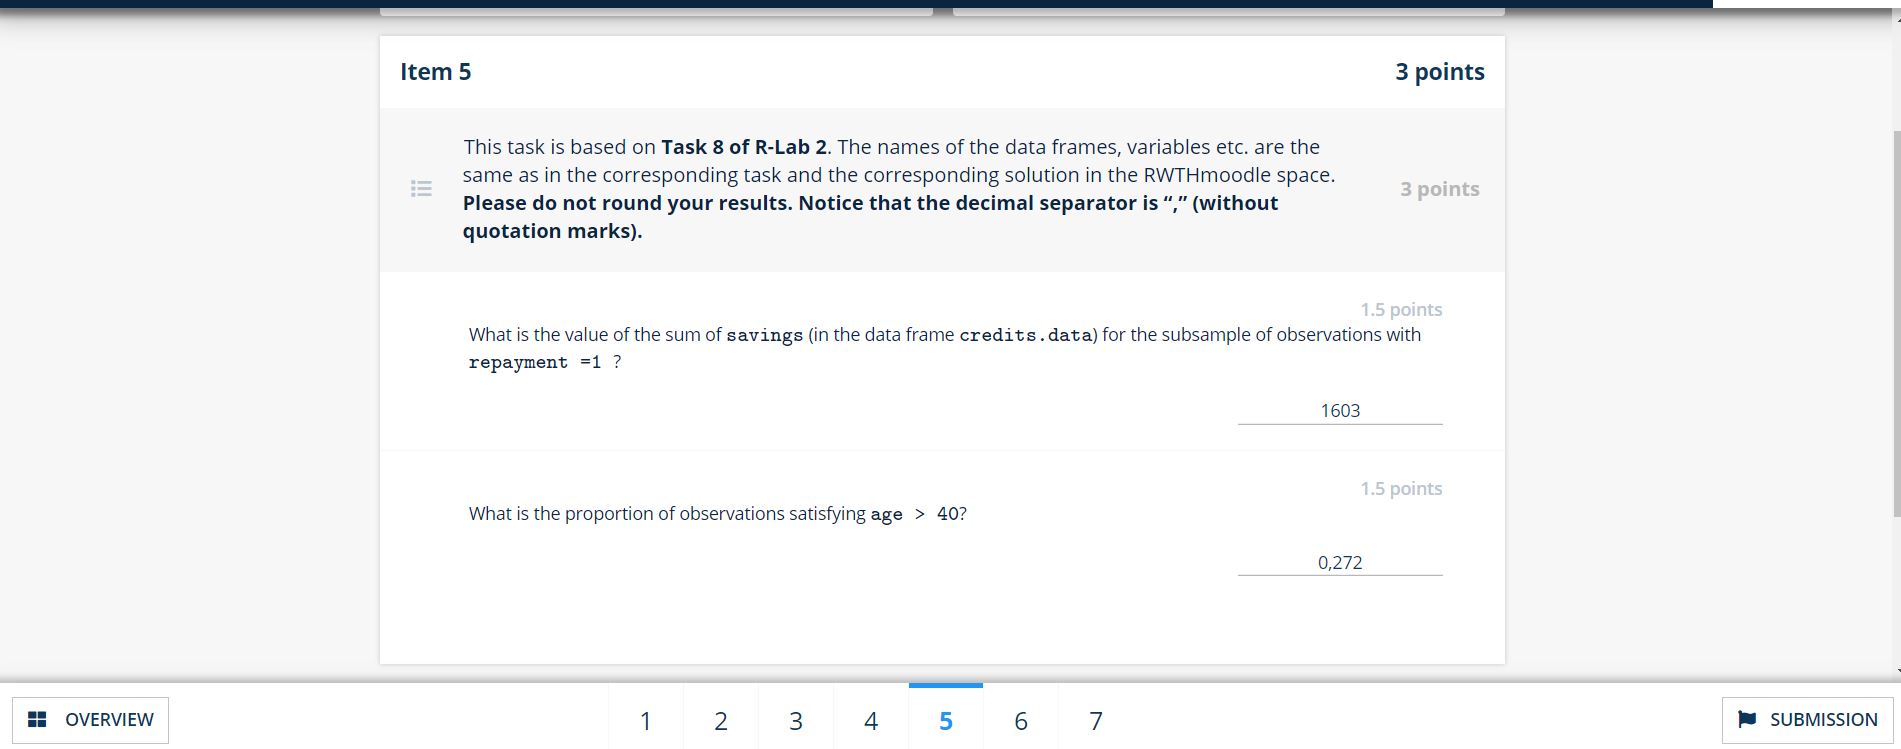 Item 5
3 points
This task is based on Task 8 of R-Lab 2. The names of the data frames, variables etc. are the
same as in the corresponding task and the corresponding solution in the RWTHmoodle space.
Please do not round your results. Notice that the decimal separator is “,” (without
quotation marks).
3 points
1.5 points
What is the value of the sum of savings (in the data frame credits.data) for the subsample of observations with
repayment =1 ?
1603
1.5 points
What is the proportion of observations satisfying age > 40?
0,272
OVERVIEW
1 2 3 4 5 6 7
SUBMISSION